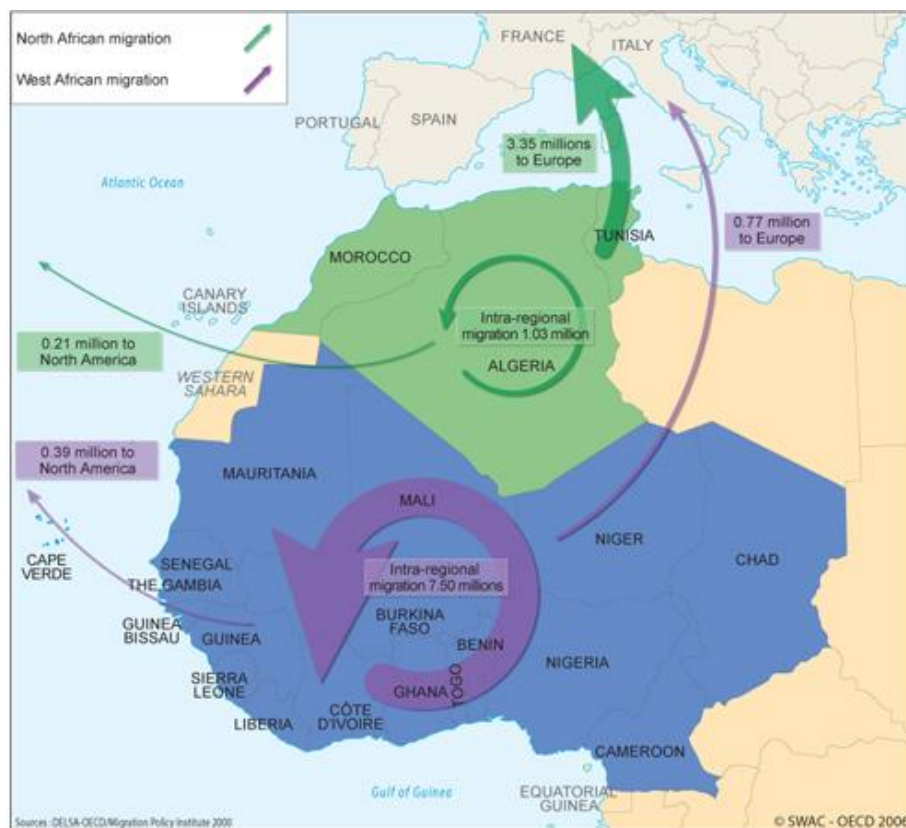 North African migration
West African migration
FRANCE
ITALY
PORTUGAL
SPAIN
3.35 millions
to Europe
Atlantic Ocean
0.77 million
to Europe
TUNISIA
MOROCCO
CANARY
ISLANDS
Intra-regional
migration 1.03 million
0.21 million to
North America
ALGERIA
WESTERN
SAHARA
0.39 million to
North America
MAURITANIA
MALI
NIGER
CHAD
CAPE
VERDE
SENEGAL
THE GAMBIA
Intra-regional
migration 7.50 millions
GUINEA
BISSAU
GUINEA
BURKINA
FASO
BENIN
NIGERIA
SIERRA
LEONE
GHANA
TOGO
LIBERIA
CÔTE
D'IVOIRE
CAMEROON
Gulf of Guinea
EQUATORIAL
GUINEA
Sources : DELSA-OECD/Migration Policy Institute 2000
© SWAC - OECD 2006